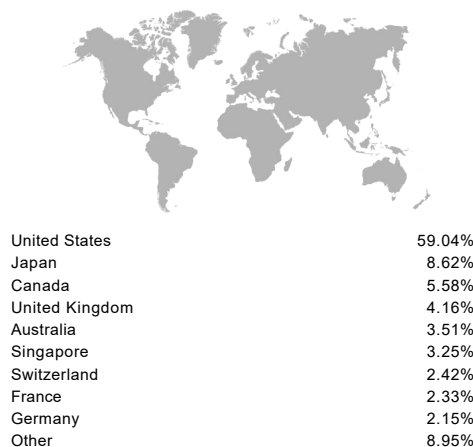 United States 59.04%
Japan 8.62%
Canada 5.58%
United Kingdom 4.16%
Australia 3.51%
Singapore 3.25%
Switzerland 2.42%
France 2.33%
Germany 2.15%
Other 8.95%